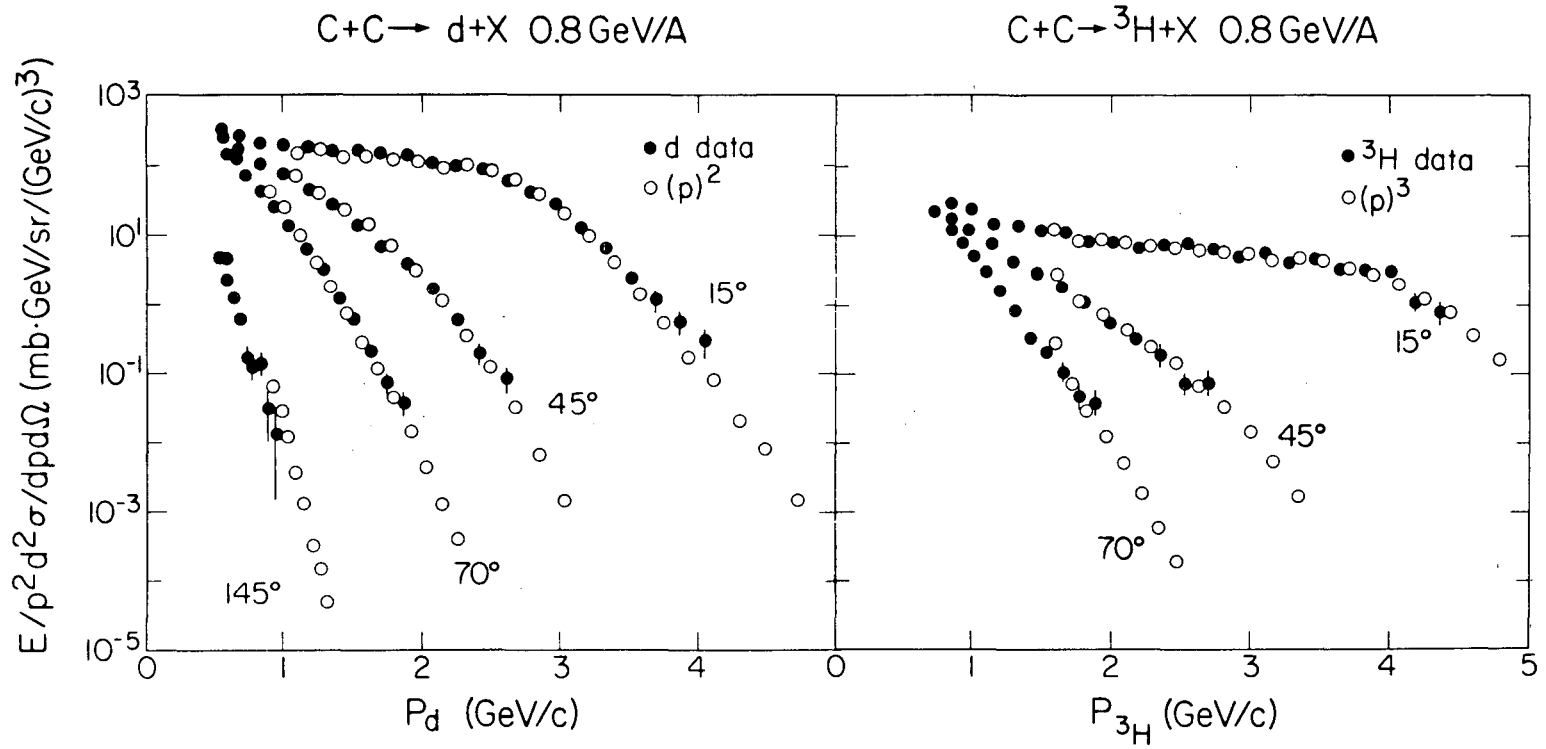 C+C→ d+X 0.8 GeV/A
C+C→ ³H+X 0.8 GeV/A
E/p²d²σ/dpdΩ (mb·GeV/sr/(GeV/c)³)
10³
10¹
10⁻¹
10⁻³
10⁻⁵
● d data
○ (p)²
15°
45°
70°
145°
● ³H data
○ (p)³
15°
45°
70°
0 1 2 3 4 0 1 2 3 4 5
P_d (GeV/c)
P_³H (GeV/c)